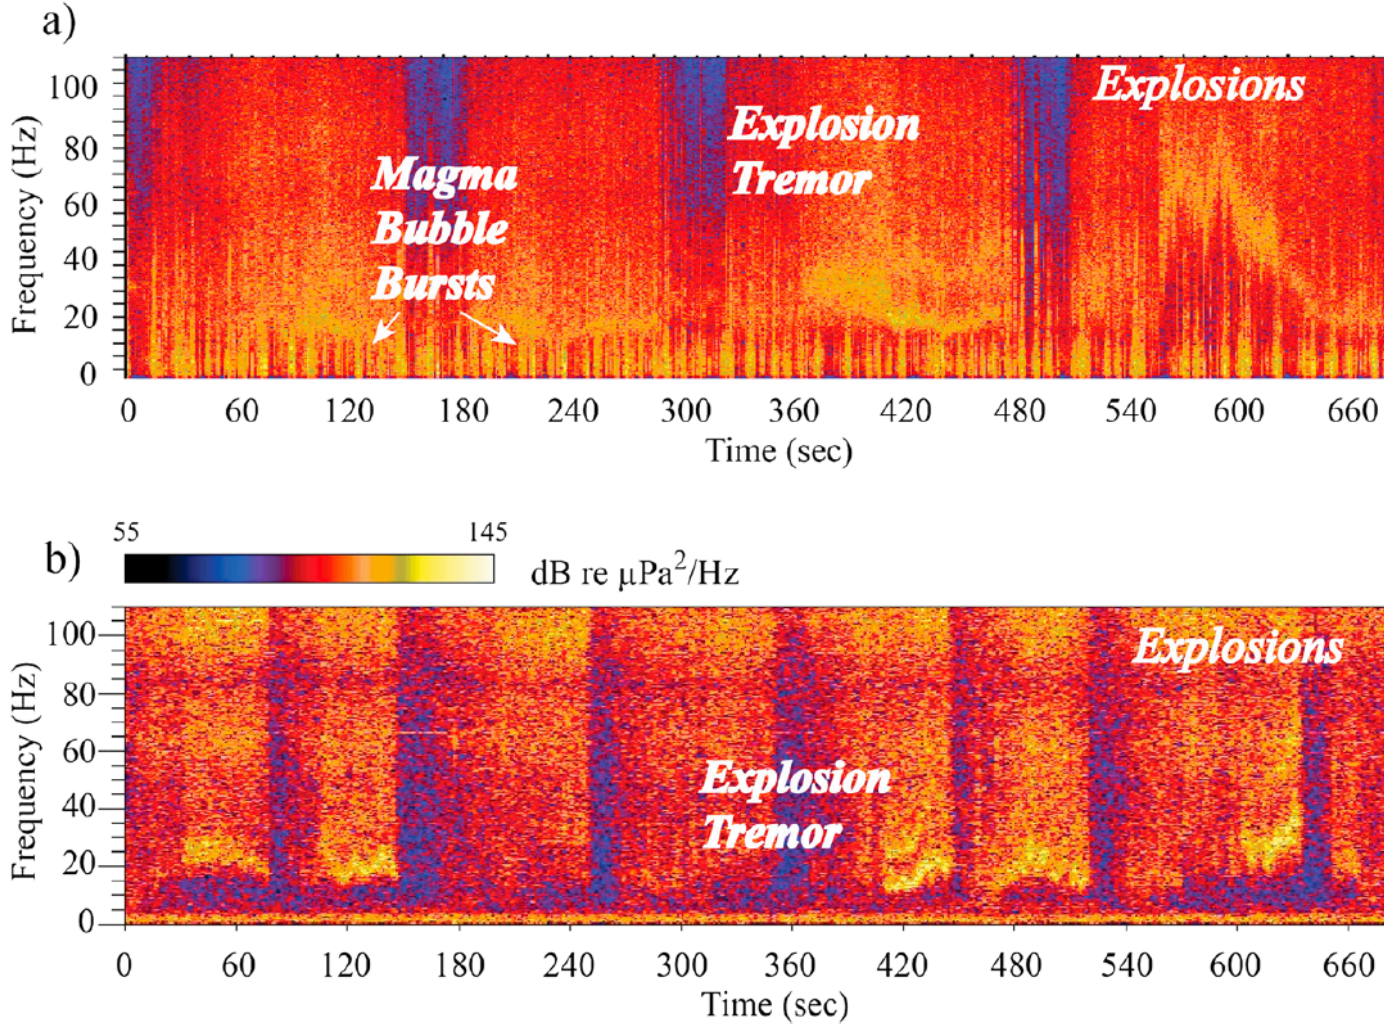 a)
Frequency (Hz)
100
80
60
40
20
0
Magma
Bubble
Bursts
Explosion
Tremor
Explosions
0 60 120 180 240 300 360 420 480 540 600 660
Time (sec)
b)
55 145
dB re µPa²/Hz
Frequency (Hz)
100
80
60
40
20
0
Explosion
Tremor
Explosions
0 60 120 180 240 300 360 420 480 540 600 660
Time (sec)